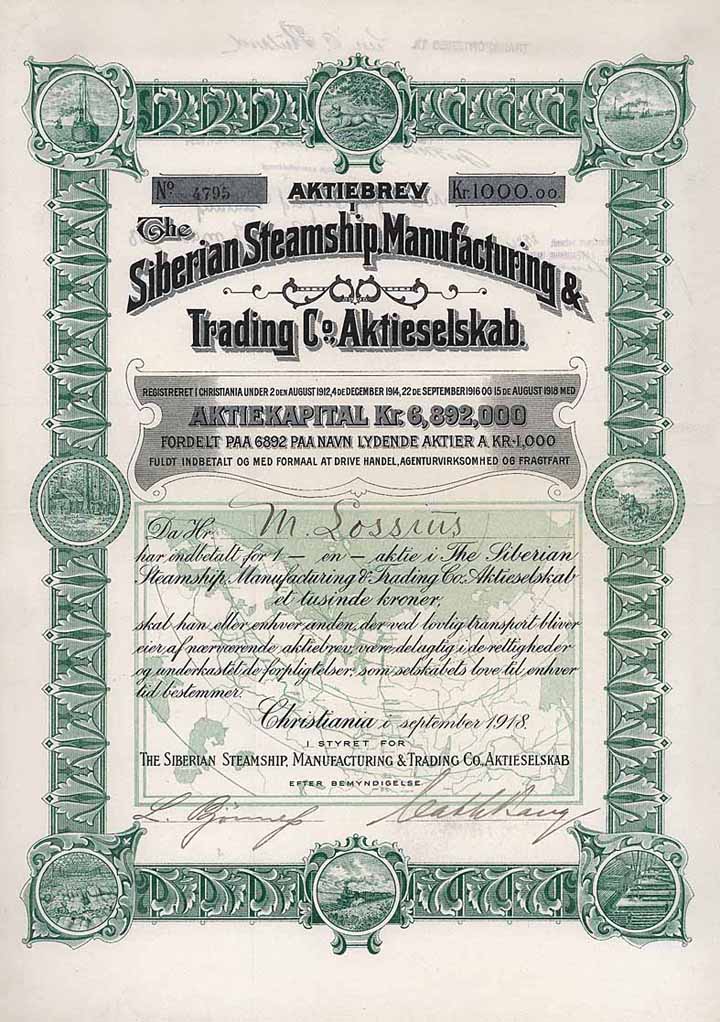 No 4795 AKTIEBREV Kr. 1000.00
I
The
Siberian Steamship, Manufacturing &
Trading Co. Aktieselskab.
REGISTRERET I CHRISTIANIA UNDER 2 DEN AUGUST 1912, 4 DE DECEMBER 1914, 22 DE SEPTEMBER 1916 OG 15 DE AUGUST 1918 MED
AKTIEKAPITAL Kr. 6,892,000
FORDELT PAA 6892 PAA NAVN LYDENDE AKTIER A KR. 1,000
FULDT INDBETALT OG MED FORMAAL AT DRIVE HANDEL, AGENTURVIRKSOMHED OG FRAGTFART
Da Hr. M. Lossius
har indbetalt for 1 – en – aktie i The Siberian
Steamship, Manufacturing & Trading Co. Aktieselskab
et tusinde kroner,
skal han, eller enhver anden, der ved lovlig transport bliver
eier af nærværende aktiebrev, være delagtig i de rettigheder
og underkastet de forpligtelser, som selskabets love til enhver
tid bestemmer.
Christiania i september 1918.
I STYRET FOR
THE SIBERIAN STEAMSHIP, MANUFACTURING & TRADING CO. AKTIESELSKAB
EFTER BEMYNDIGELSE